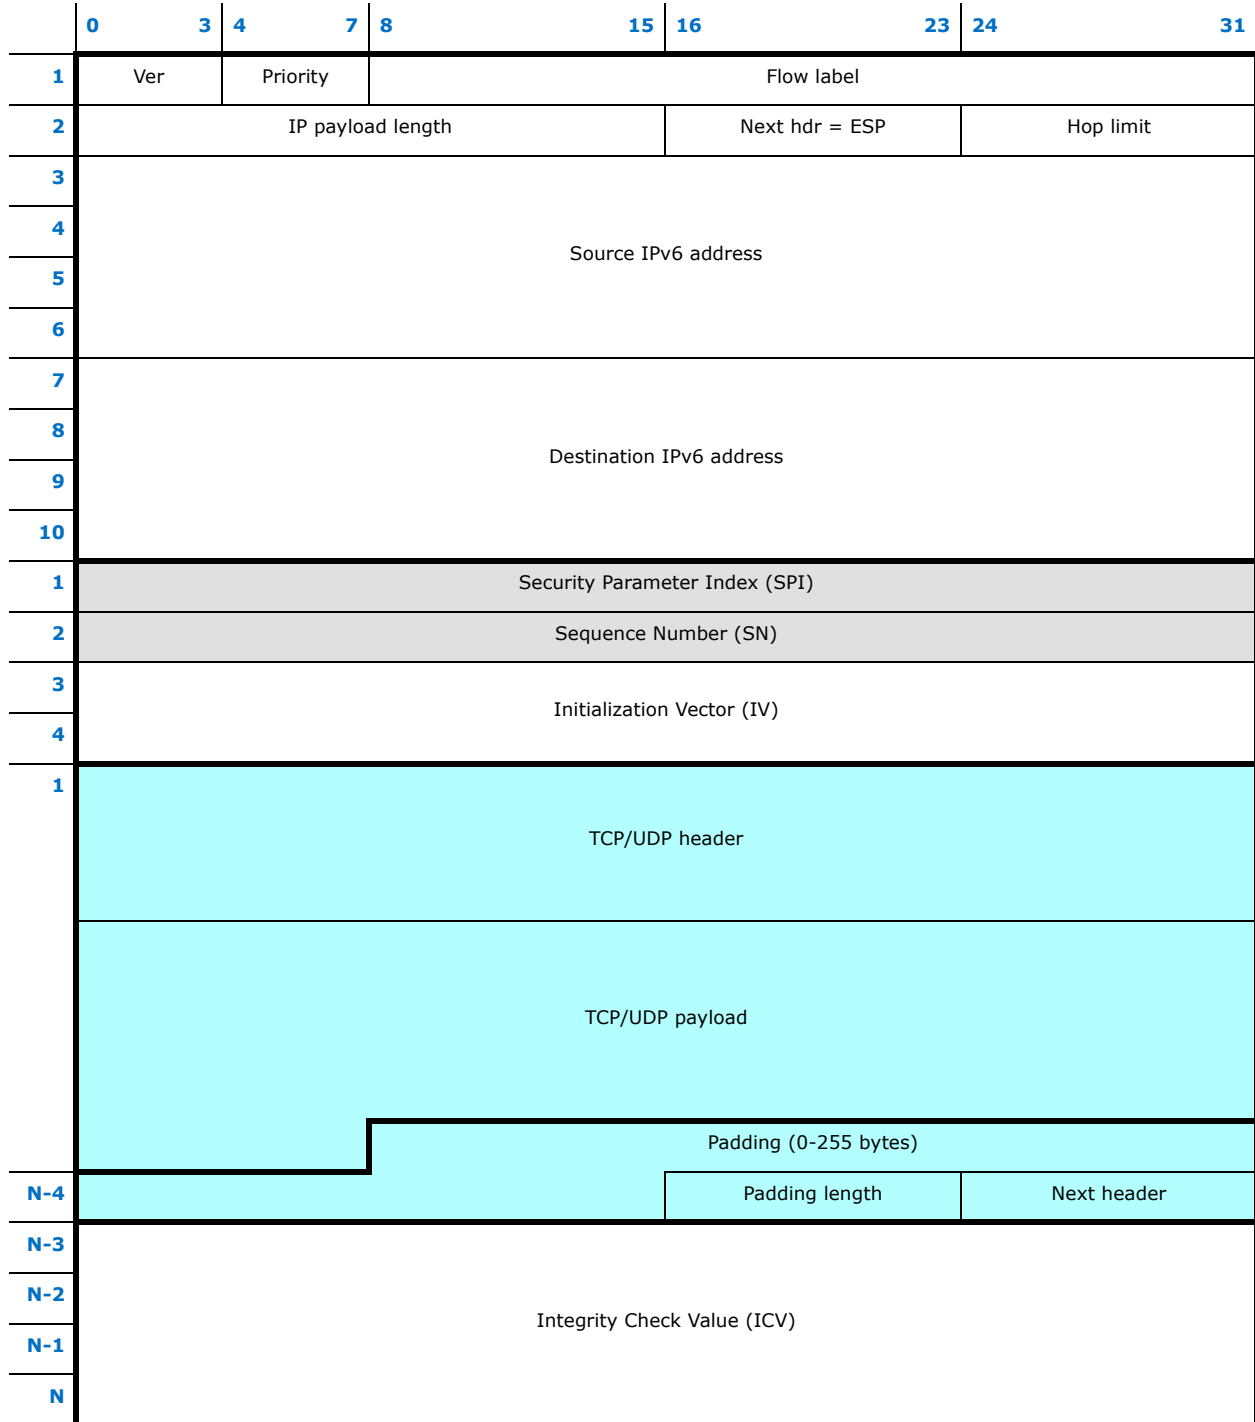 0 3 4 7 8 15 16 23 24 31
1 Ver Priority Flow label
2 IP payload length Next hdr = ESP Hop limit
3
4
Source IPv6 address
5
6
7
8
Destination IPv6 address
9
10
1 Security Parameter Index (SPI)
2 Sequence Number (SN)
3
Initialization Vector (IV)
4
1
TCP/UDP header
TCP/UDP payload
Padding (0-255 bytes)
N-4 Padding length Next header
N-3
N-2
Integrity Check Value (ICV)
N-1
N